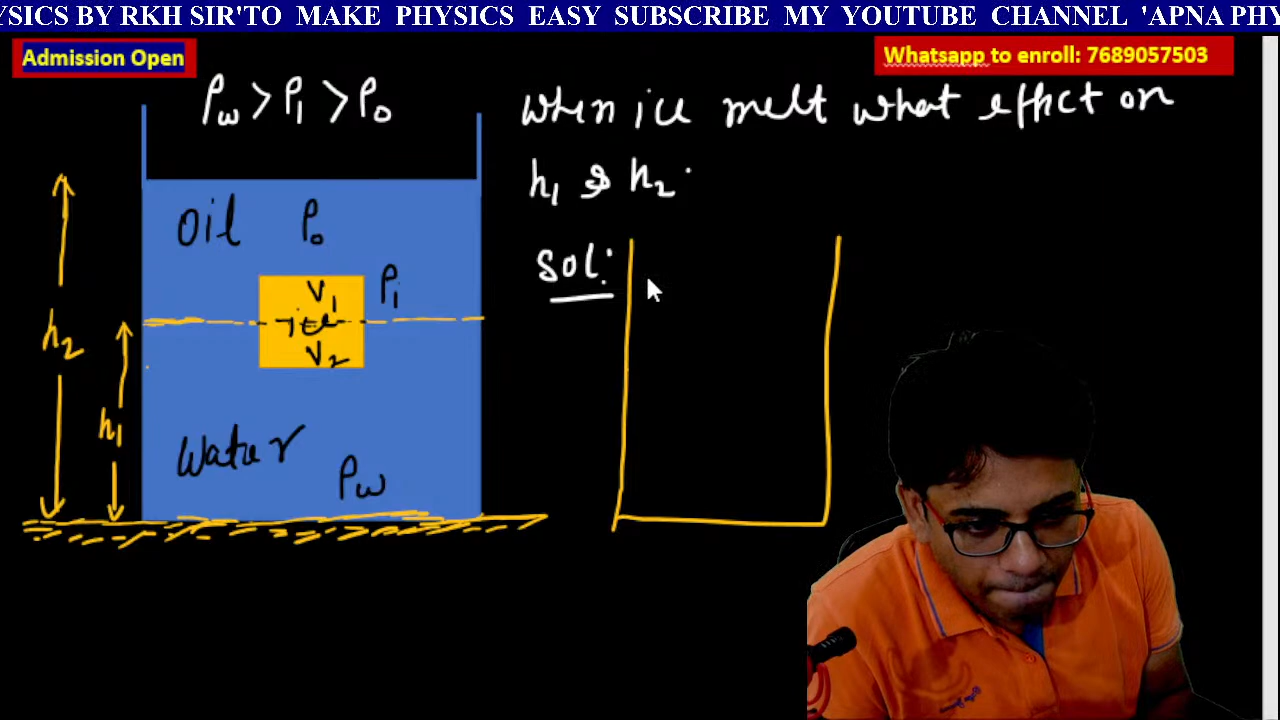 YSICS BY RKH SIR'TO MAKE PHYSICS EASY SUBSCRIBE MY YOUTUBE CHANNEL 'APNA PHY
Admission Open
Whatsapp to enroll: 7689057503
ρw > ρ1 > ρo
When ice melt what effect on
h1 & h2.
Sol:
Oil ρo
V1 ρ1
ice
V2
h2
h1
Water
ρw